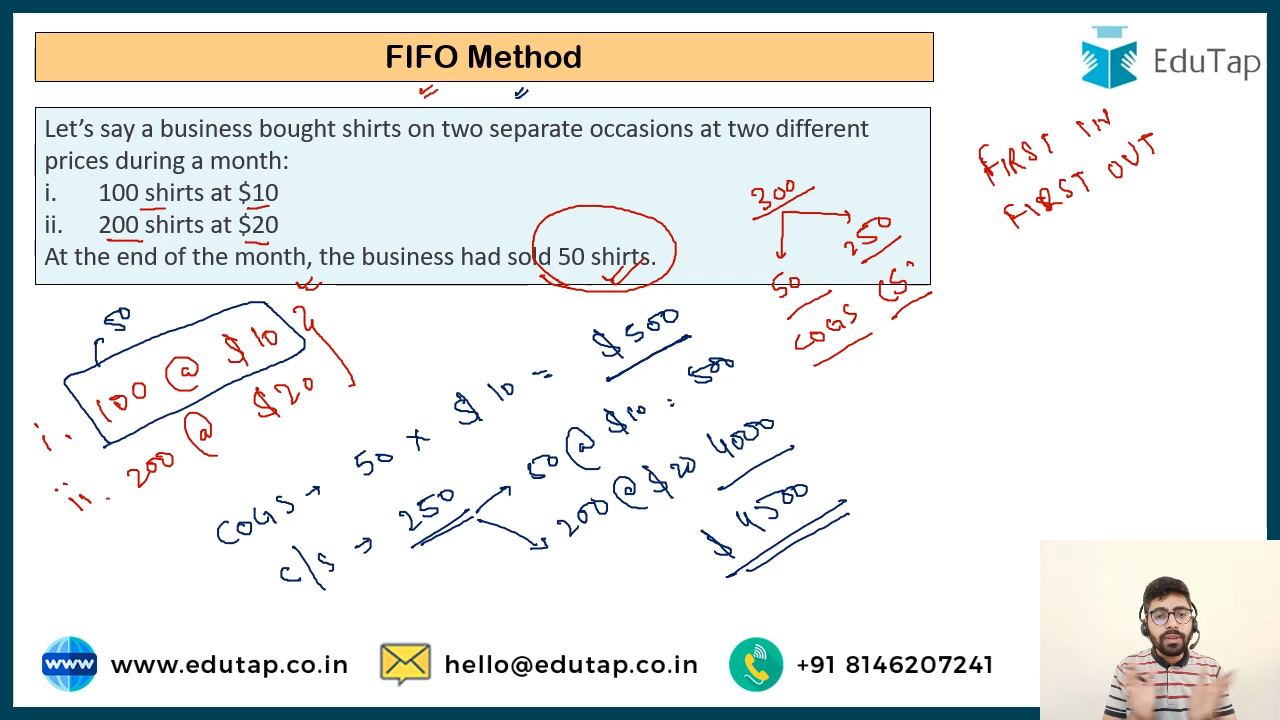 FIFO Method
EduTap
Let's say a business bought shirts on two separate occasions at two different
prices during a month:
i. 100 shirts at $10
ii. 200 shirts at $20
At the end of the month, the business had sold 50 shirts.
FIRST IN
FIRST OUT
300
50
250
COGS
CS
50
i. 100 @ $10
ii. 200 @ $20
COGS → 50 × $10 = $500
C/S → 250
50 @ $10 = 500
200 @ $20 4000
$4500
www
www.edutap.co.in
hello@edutap.co.in
+91 8146207241